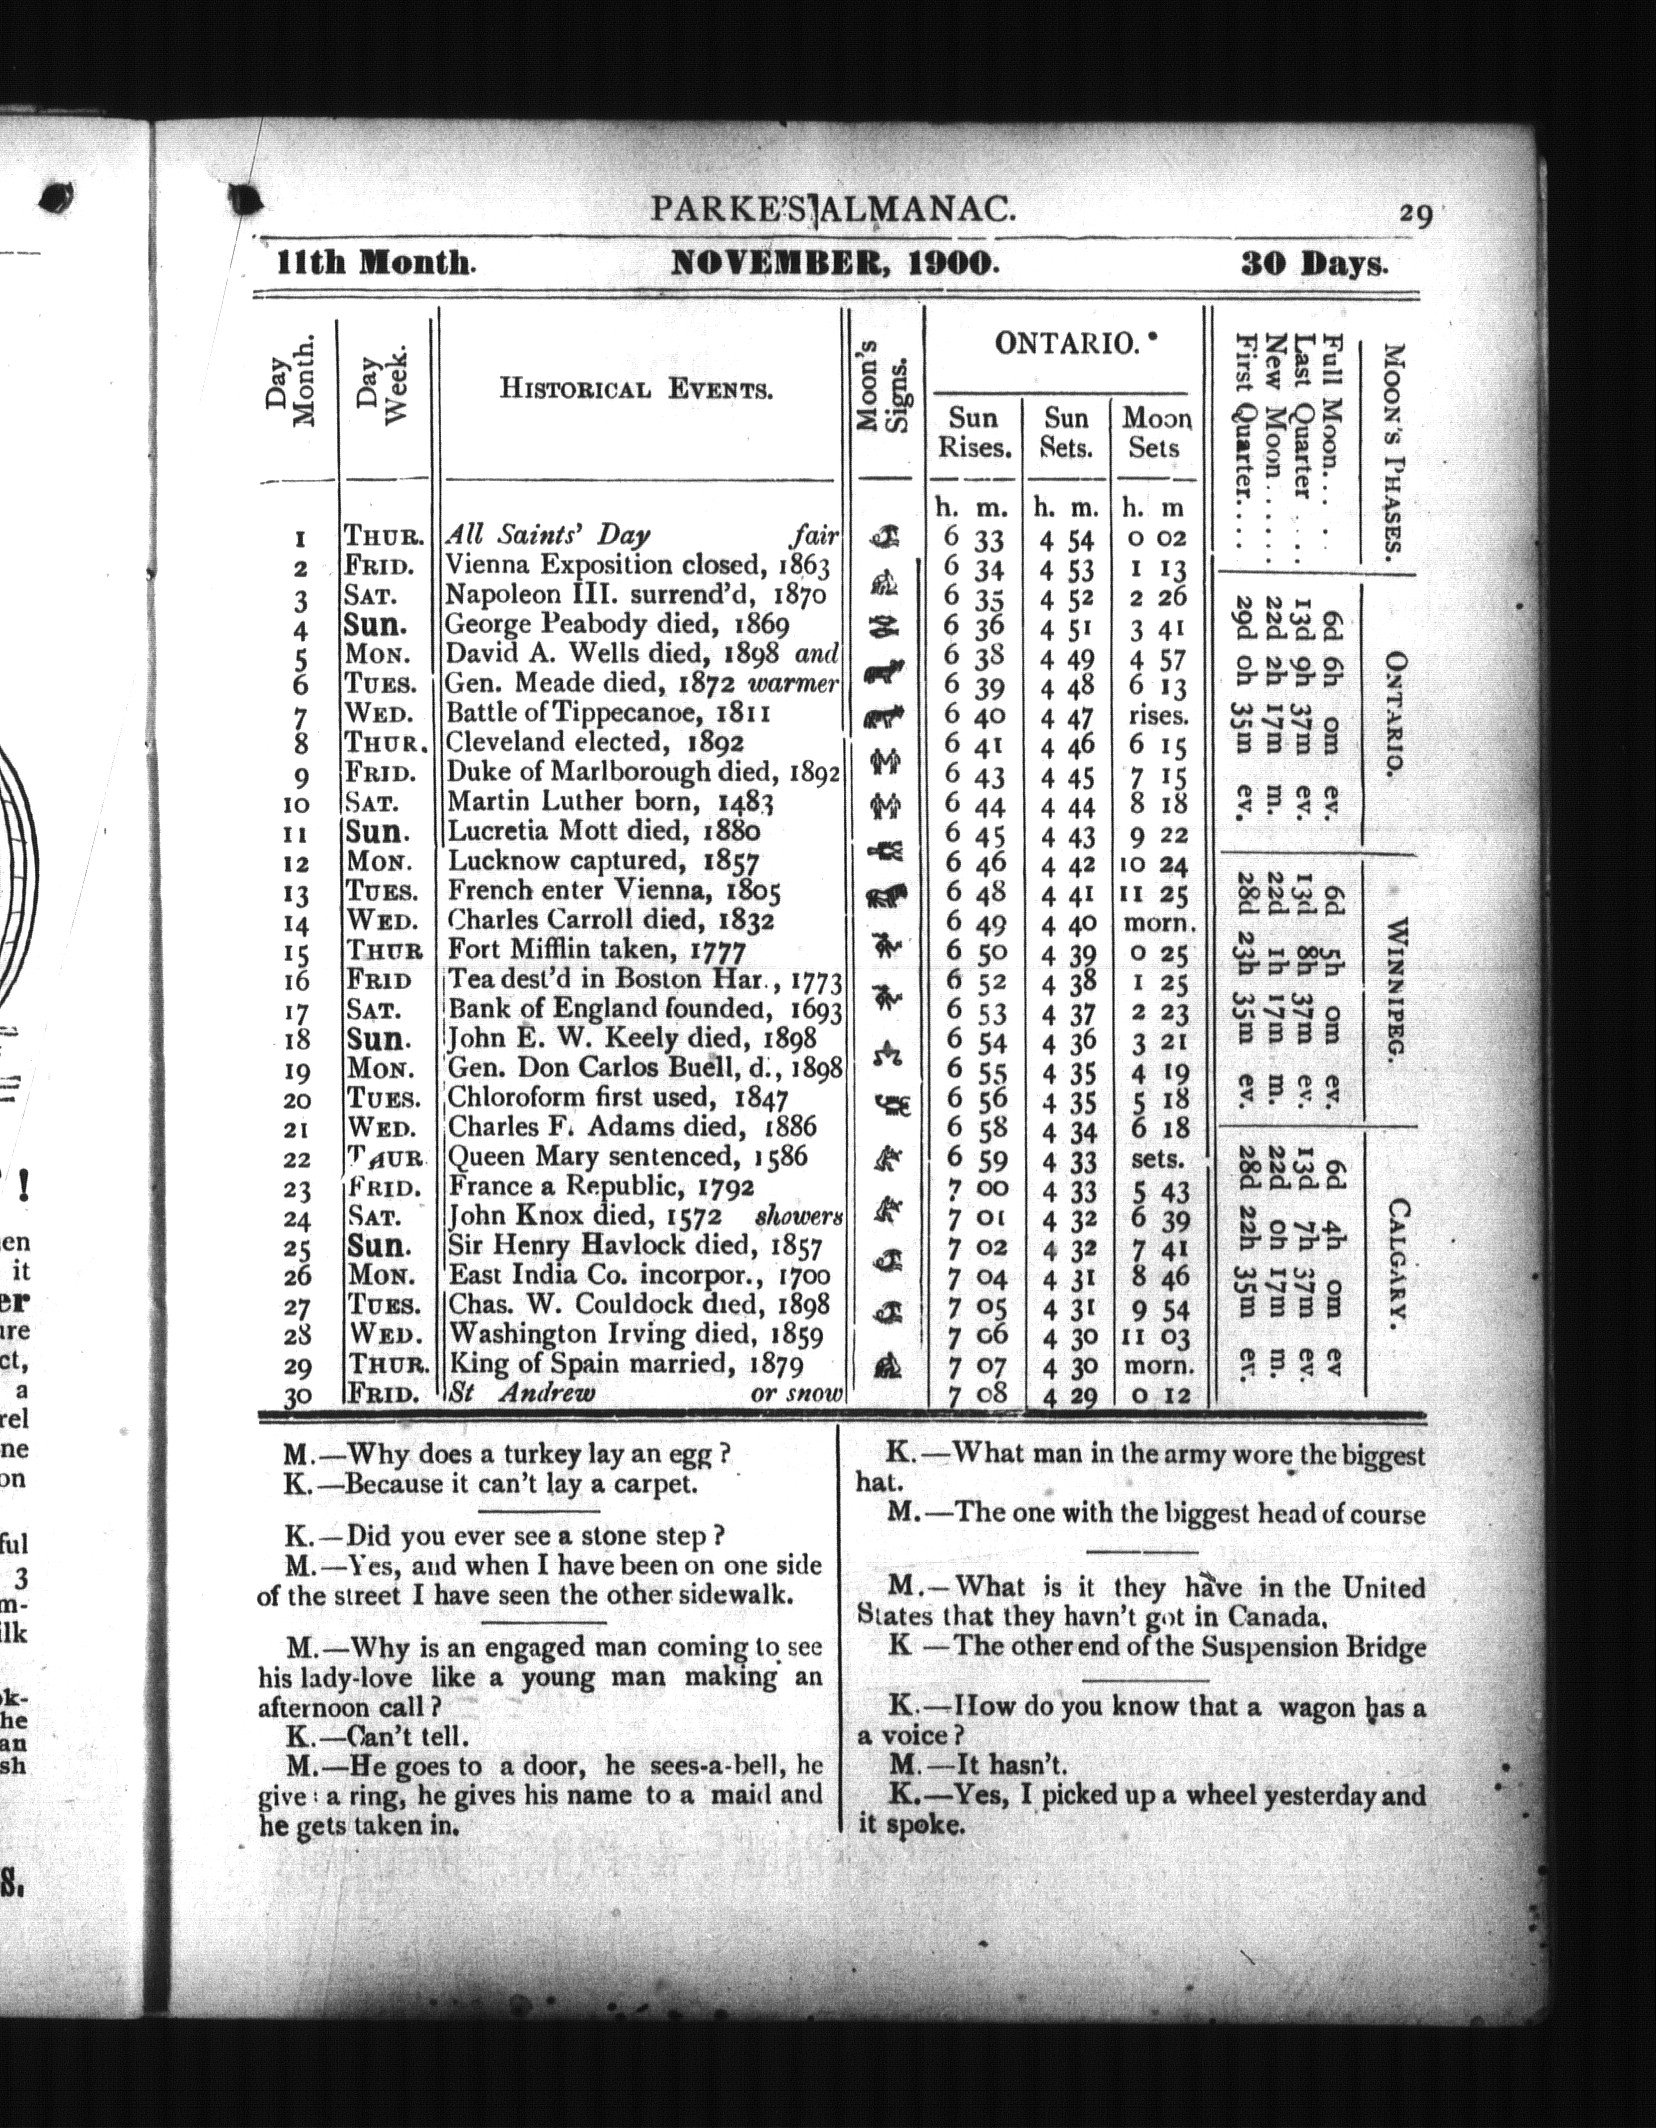 PARKE'S ALMANAC. 29
11th Month. NOVEMBER, 1900. 30 Days.
Day Month. Day Week. HISTORICAL EVENTS. Moon's Signs. ONTARIO.
Sun Rises. Sun Sets. Moon Sets
h. m. h. m. h. m
1 THUR. All Saints' Day fair 6 33 4 54 0 02
2 FRID. Vienna Exposition closed, 1863 6 34 4 53 1 13
3 SAT. Napoleon III. surrend'd, 1870 6 35 4 52 2 26
4 Sun. George Peabody died, 1869 6 36 4 51 3 41
5 MON. David A. Wells died, 1898 and 6 38 4 49 4 57
6 TUES. Gen. Meade died, 1872 warmer 6 39 4 48 6 13
7 WED. Battle of Tippecanoe, 1811 6 40 4 47 rises.
8 THUR. Cleveland elected, 1892 6 41 4 46 6 15
9 FRID. Duke of Marlborough died, 1892 6 43 4 45 7 15
10 SAT. Martin Luther born, 1483 6 44 4 44 8 18
11 Sun. Lucretia Mott died, 1880 6 45 4 43 9 22
12 MON. Lucknow captured, 1857 6 46 4 42 10 24
13 TUES. French enter Vienna, 1805 6 48 4 41 11 25
14 WED. Charles Carroll died, 1832 6 49 4 40 morn.
15 THUR Fort Mifflin taken, 1777 6 50 4 39 0 25
16 FRID Tea dest'd in Boston Har., 1773 6 52 4 38 1 25
17 SAT. Bank of England founded, 1693 6 53 4 37 2 23
18 Sun. John E. W. Keely died, 1898 6 54 4 36 3 21
19 MON. Gen. Don Carlos Buell, d., 1898 6 55 4 35 4 19
20 TUES. Chloroform first used, 1847 6 56 4 35 5 18
21 WED. Charles F. Adams died, 1886 6 58 4 34 6 18
22 TAUR Queen Mary sentenced, 1586 6 59 4 33 sets.
23 FRID. France a Republic, 1792 7 00 4 33 5 43
24 SAT. John Knox died, 1572 showers 7 01 4 32 6 39
25 Sun. Sir Henry Havlock died, 1857 7 02 4 32 7 41
26 MON. East India Co. incorpor., 1700 7 04 4 31 8 46
27 TUES. Chas. W. Couldock died, 1898 7 05 4 31 9 54
28 WED. Washington Irving died, 1859 7 06 4 30 11 03
29 THUR. King of Spain married, 1879 7 07 4 30 morn.
30 FRID. St Andrew or snow 7 08 4 29 0 12
MOON'S PHASES. ONTARIO. WINNIPEG. CALGARY.
Full Moon.... 6d 6h 0m ev. 6d 5h 0m ev. 6d 4h 0m ev
Last Quarter .... 13d 9h 37m ev. 13d 8h 37m ev. 13d 7h 37m ev.
New Moon...... 22d 2h 17m m. 22d 1h 17m m. 22d 0h 17m m.
First Quarter.... 29d 0h 35m ev. 28d 23h 35m ev. 28d 22h 35m ev.
M.—Why does a turkey lay an egg?
K.—Because it can't lay a carpet.
K.—Did you ever see a stone step?
M.—Yes, and when I have been on one side
of the street I have seen the other sidewalk.
M.—Why is an engaged man coming to see
his lady-love like a young man making an
afternoon call?
K.—Can't tell.
M.—He goes to a door, he sees-a-bell, he
give: a ring, he gives his name to a maid and
he gets taken in.
K.—What man in the army wore the biggest
hat.
M.—The one with the biggest head of course
M.—What is it they have in the United
States that they havn't got in Canada.
K —The other end of the Suspension Bridge
K.—How do you know that a wagon has a
a voice?
M.—It hasn't.
K.—Yes, I picked up a wheel yesterday and
it spoke.
!
en
it
er
are
ct,
a
rel
ne
on
ful
3
m-
ilk
ok-
he
an
sh
s.